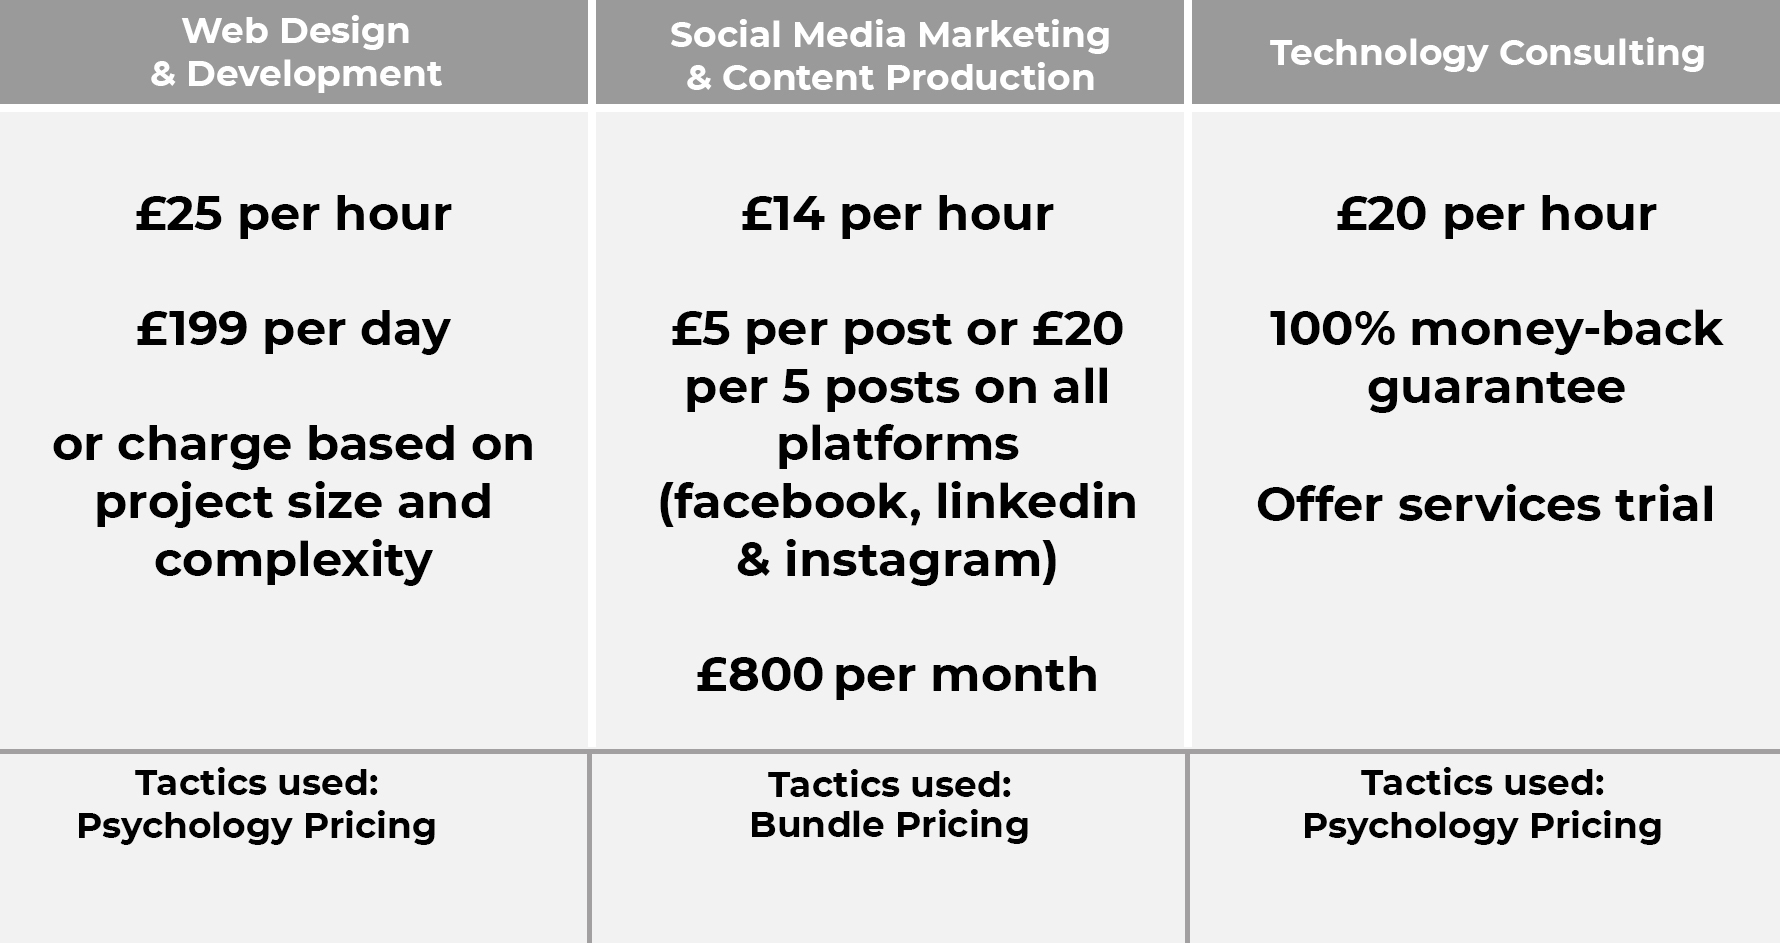 Web Design
& Development
£25 per hour
£199 per day
or charge based on
project size and
complexity
Tactics used:
Psychology Pricing
Social Media Marketing
& Content Production
£14 per hour
£5 per post or £20
per 5 posts on all
platforms
(facebook, linkedin
& instagram)
£800 per month
Tactics used:
Bundle Pricing
Technology Consulting
£20 per hour
100% money-back
guarantee
Offer services trial
Tactics used:
Psychology Pricing